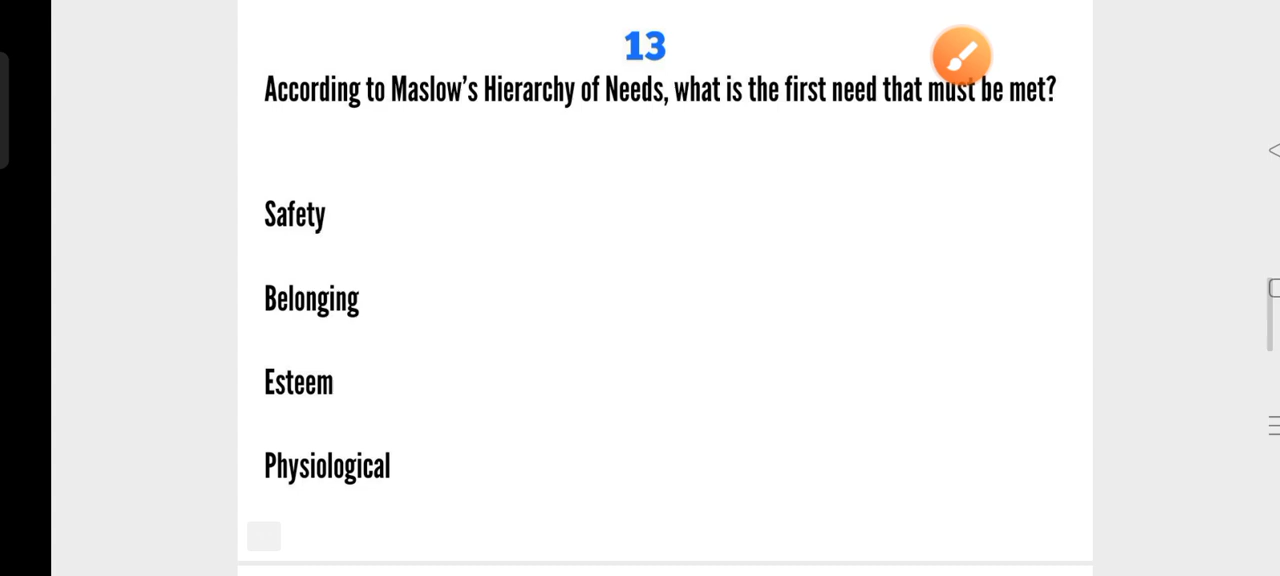 13
According to Maslow's Hierarchy of Needs, what is the first need that must be met?
Safety
Belonging
Esteem
Physiological